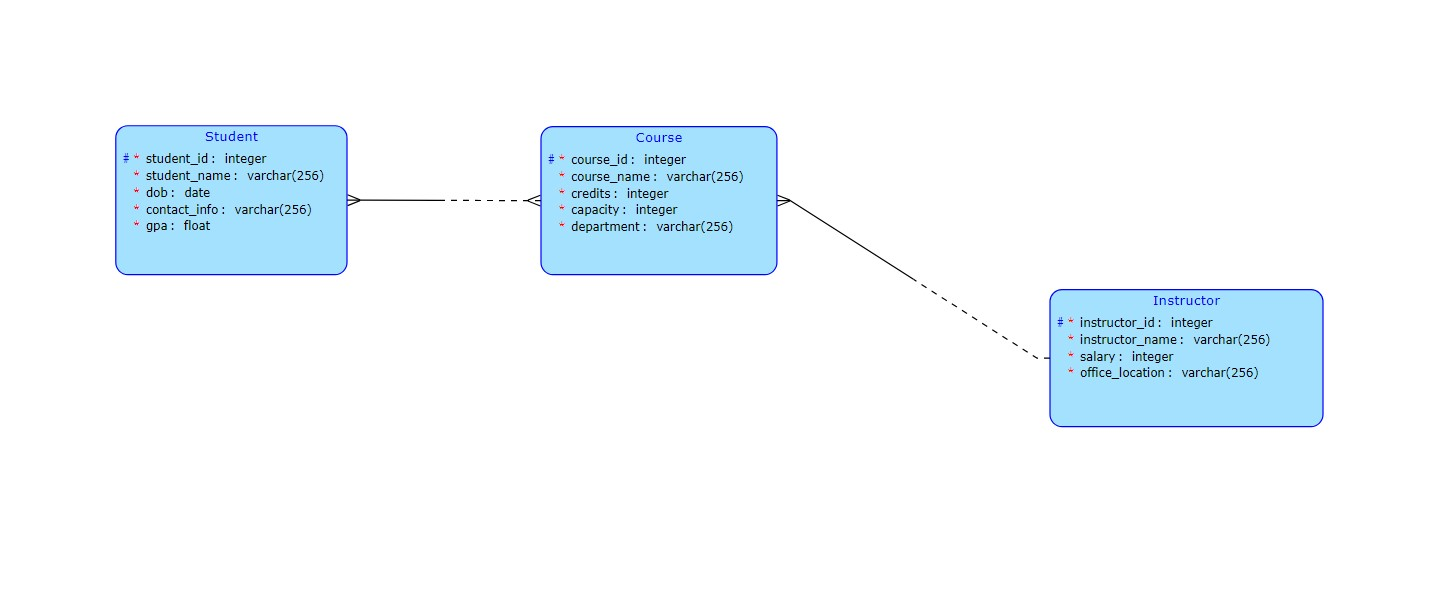 Student
# * student_id : integer
* student_name : varchar(256)
* dob : date
* contact_info : varchar(256)
* gpa : float
Course
# * course_id : integer
* course_name : varchar(256)
* credits : integer
* capacity : integer
* department : varchar(256)
Instructor
# * instructor_id : integer
* instructor_name : varchar(256)
* salary : integer
* office_location : varchar(256)